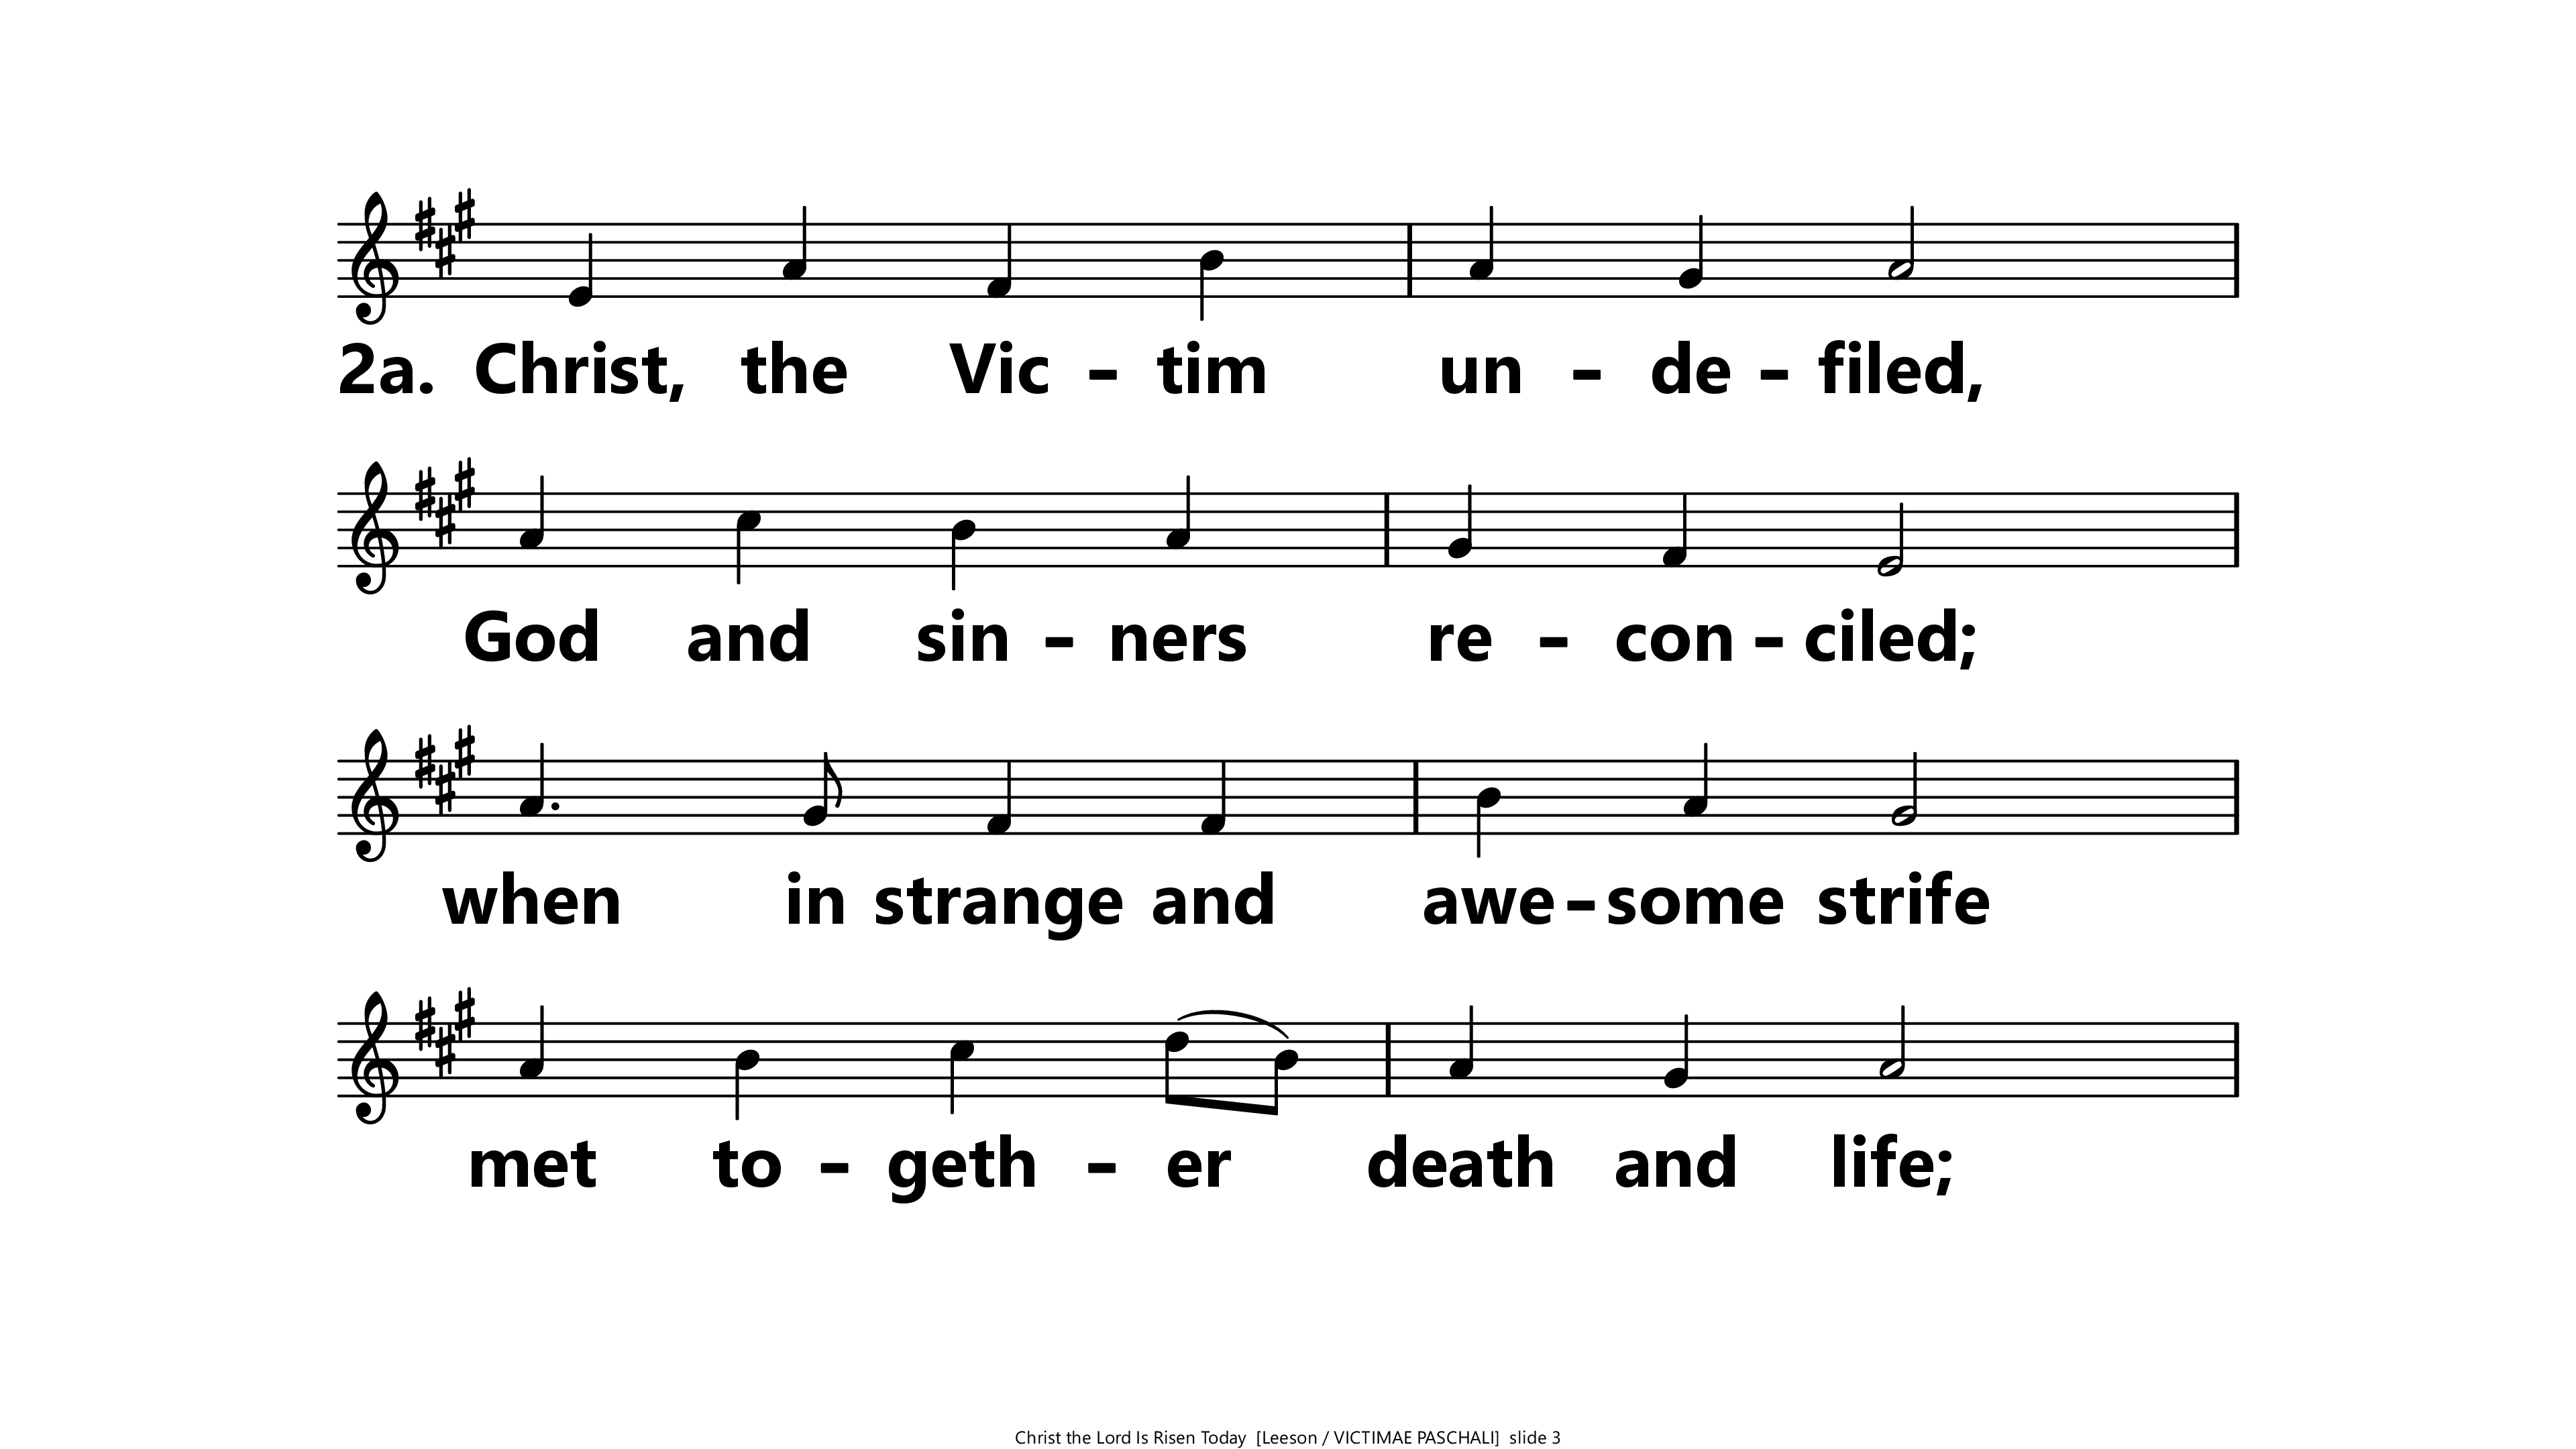 2a. Christ, the Vic - tim un - de - filed,
God and sin - ners re - con - ciled;
when in strange and awe - some strife
met to - geth - er death and life;
Christ the Lord Is Risen Today [Leeson / VICTIMAE PASCHALI] slide 3